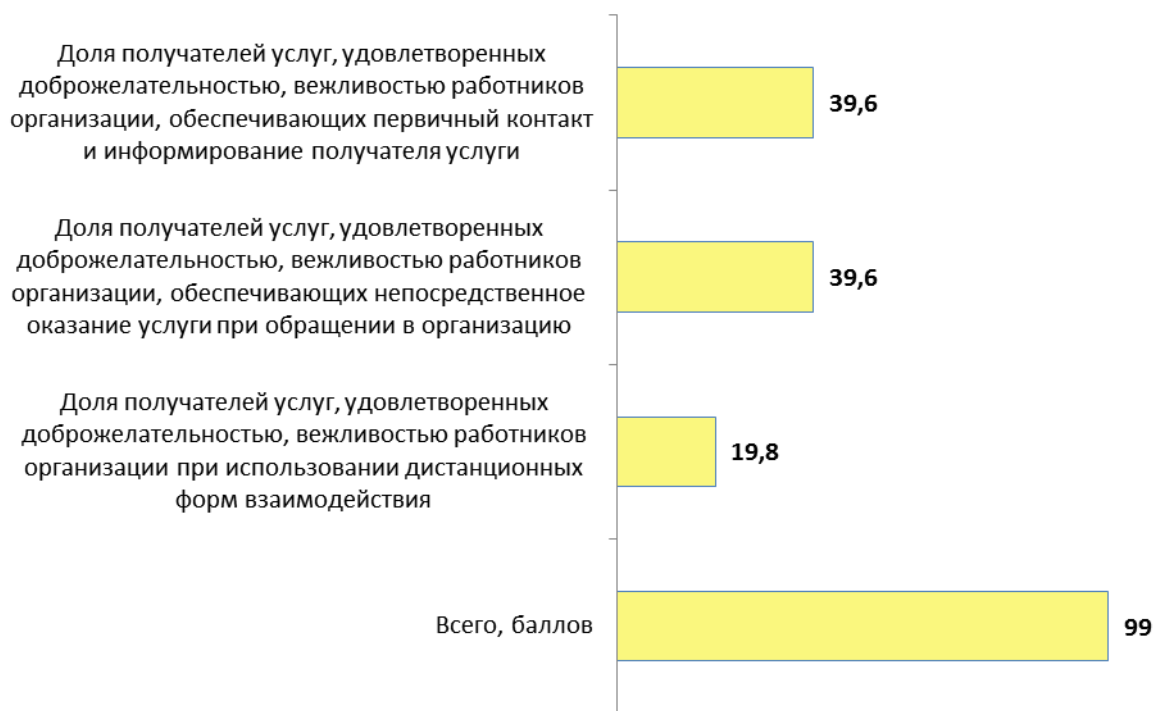 Доля получателей услуг, удовлетворенных
доброжелательностью, вежливостью работников
организации, обеспечивающих первичный контакт
и информирование получателя услуги
39,6
Доля получателей услуг, удовлетворенных
доброжелательностью, вежливостью работников
организации, обеспечивающих непосредственное
оказание услуги при обращении в организацию
39,6
Доля получателей услуг, удовлетворенных
доброжелательностью, вежливостью работников
организации при использовании дистанционных
форм взаимодействия
19,8
Всего, баллов
99